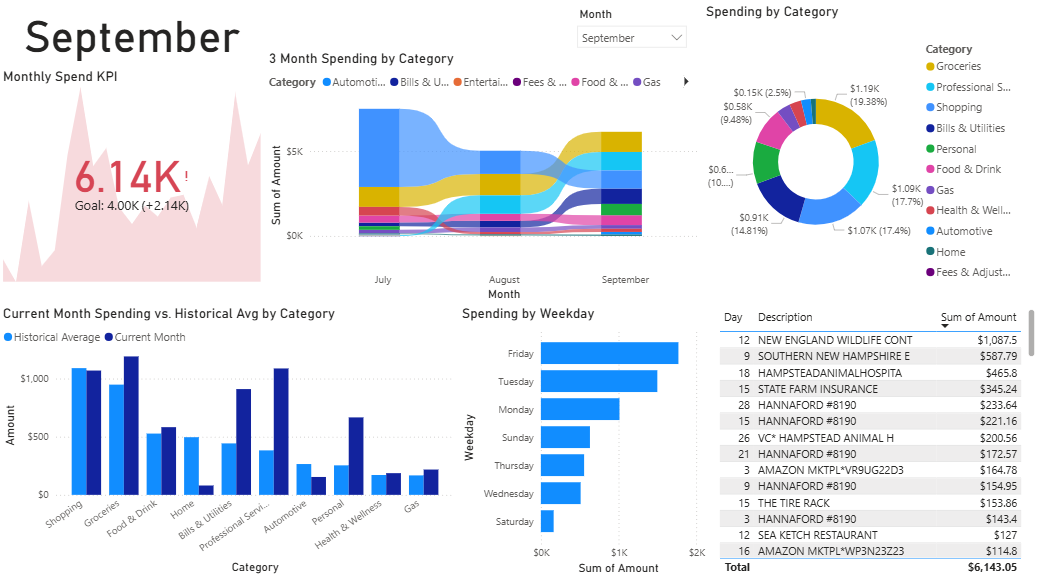 September
Month
September
Monthly Spend KPI
6.14K!
Goal: 4.00K (+2.14K)
3 Month Spending by Category
Category Automoti... Bills & U... Entertai... Fees & ... Food & ... Gas
Sum of Amount
$5K
$0K
July August September
Month
Spending by Category
$1.19K
(19.38%)
$1.09K
(17.7%)
$1.07K (17.4%)
$0.91K
(14.81%)
$0.6...
(10....)
$0.58K
(9.48%)
$0.15K (2.5%)
Category
Groceries
Professional S...
Shopping
Bills & Utilities
Personal
Food & Drink
Gas
Health & Well...
Automotive
Home
Fees & Adjust...
Current Month Spending vs. Historical Avg by Category
Historical Average Current Month
Amount
$1,000
$500
$0
Shopping
Groceries
Food & Drink
Home
Bills & Utilities
Professional Servi...
Automotive
Personal
Health & Wellness
Gas
Category
Spending by Weekday
Weekday
Friday
Tuesday
Monday
Sunday
Thursday
Wednesday
Saturday
$0K $1K $2K
Sum of Amount
Day Description Sum of Amount
12 NEW ENGLAND WILDLIFE CONT $1,087.5
9 SOUTHERN NEW HAMPSHIRE E $587.79
18 HAMPSTEADANIMALHOSPITA $465.8
15 STATE FARM INSURANCE $345.24
28 HANNAFORD #8190 $233.64
15 HANNAFORD #8190 $221.16
26 VC* HAMPSTEAD ANIMAL H $200.56
21 HANNAFORD #8190 $172.57
3 AMAZON MKTPL*VR9UG22D3 $164.78
9 HANNAFORD #8190 $154.95
15 THE TIRE RACK $153.86
3 HANNAFORD #8190 $143.4
12 SEA KETCH RESTAURANT $127
16 AMAZON MKTPL*WP3N23Z23 $114.8
Total $6,143.05